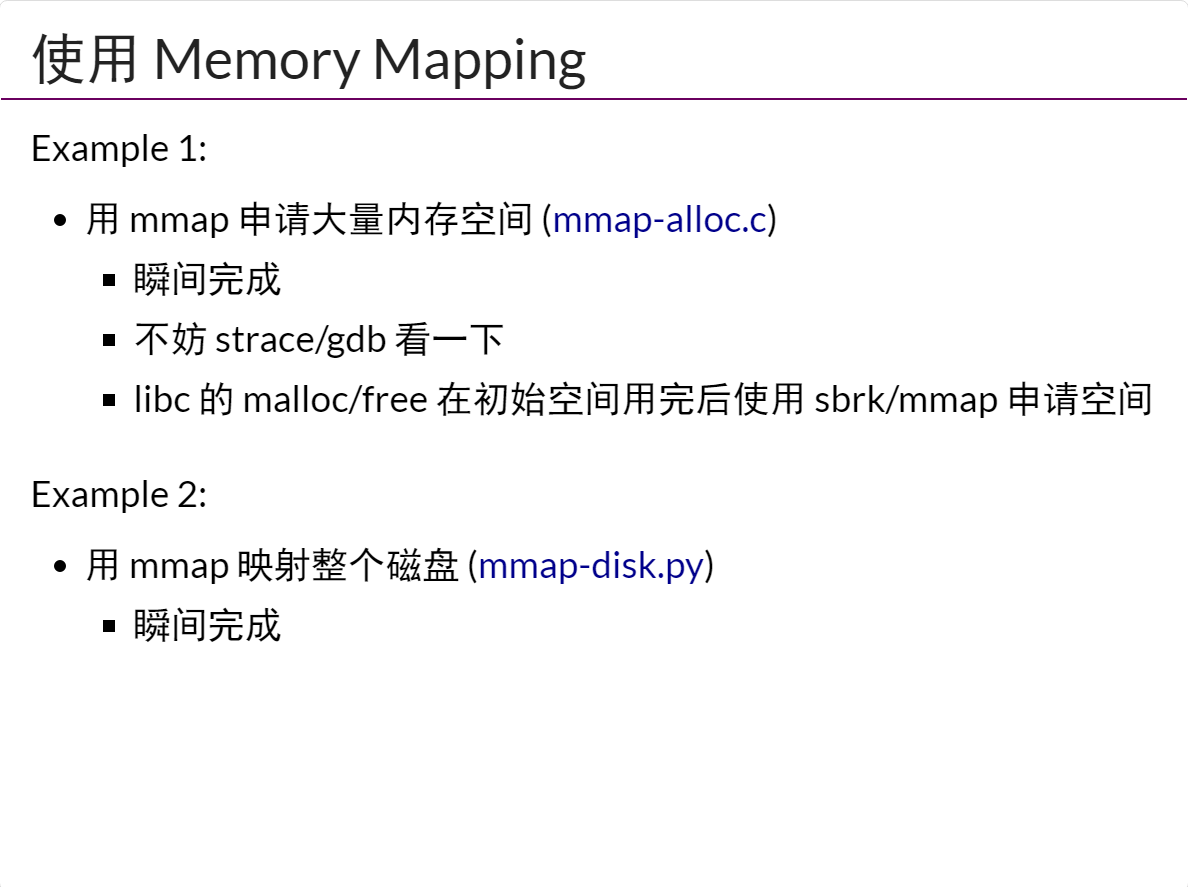 使用 Memory Mapping
Example 1:
• 用 mmap 申请大量内存空间 (mmap-alloc.c)
▪ 瞬间完成
▪ 不妨 strace/gdb 看一下
▪ libc 的 malloc/free 在初始空间用完后使用 sbrk/mmap 申请空间
Example 2:
• 用 mmap 映射整个磁盘 (mmap-disk.py)
▪ 瞬间完成